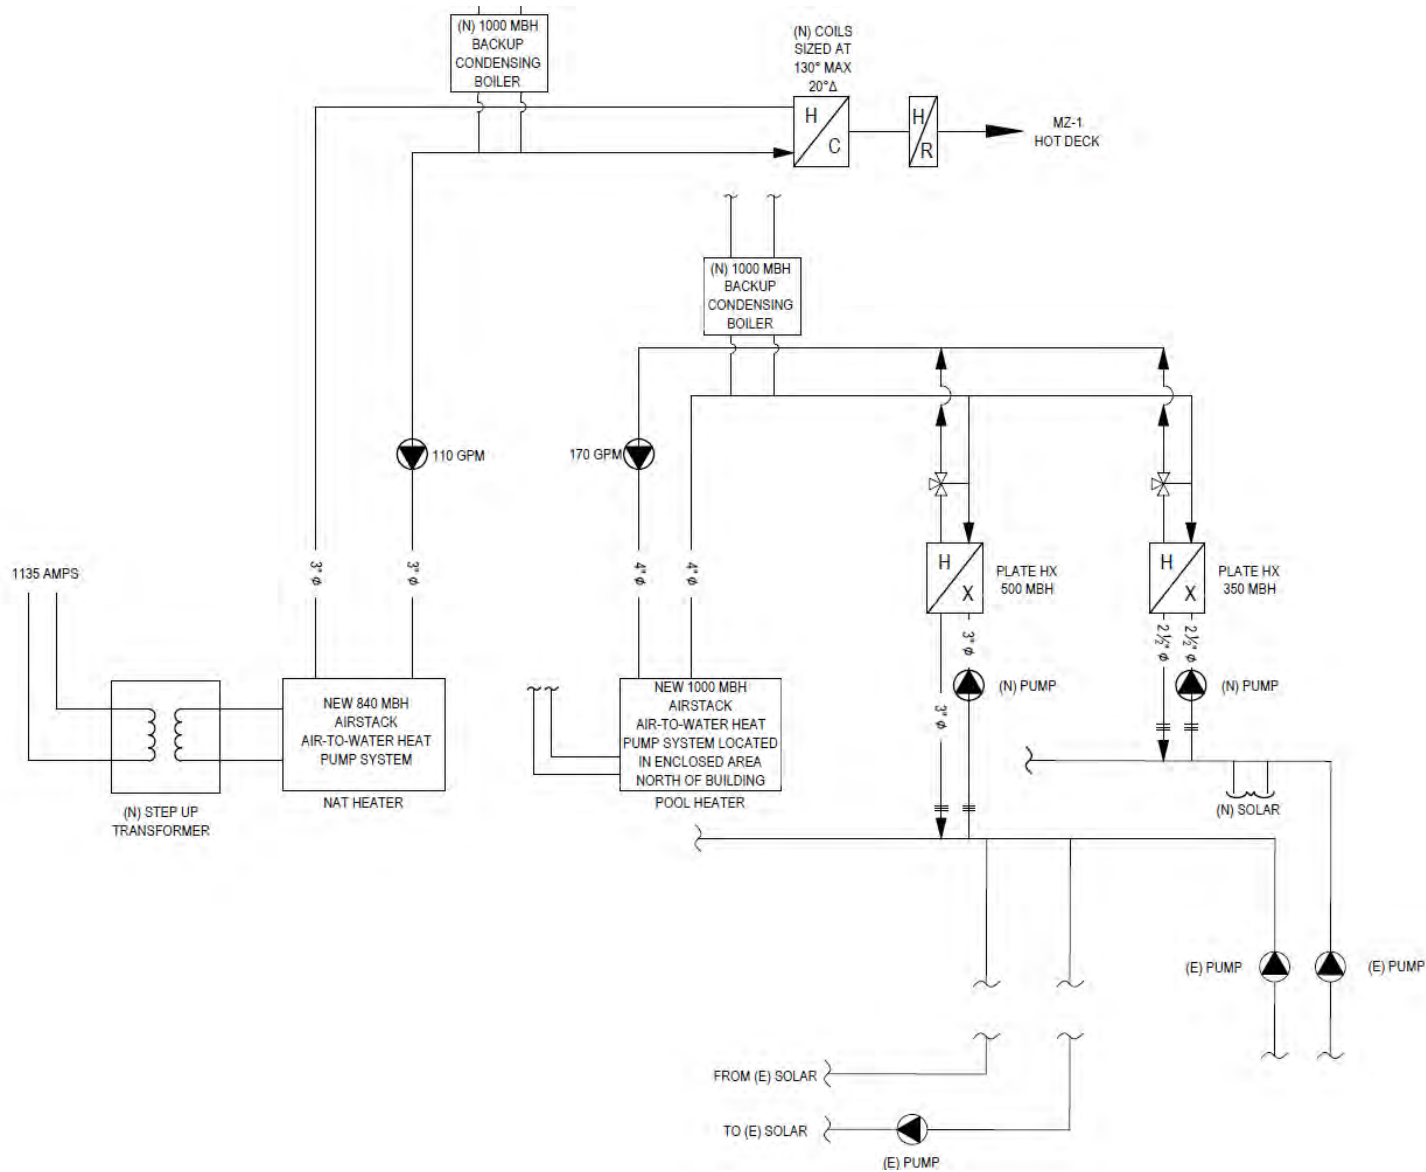 (N) 1000 MBH
BACKUP
CONDENSING
BOILER
(N) COILS
SIZED AT
130° MAX
20°Δ
H
C
H
R
MZ-1
HOT DECK
(N) 1000 MBH
BACKUP
CONDENSING
BOILER
110 GPM
170 GPM
1135 AMPS
3" ø
3" ø
4" ø
4" ø
H
X
PLATE HX
500 MBH
H
X
PLATE HX
350 MBH
3" ø
3" ø
2½" ø
2½" ø
(N) PUMP
(N) PUMP
NEW 840 MBH
AIRSTACK
AIR-TO-WATER HEAT
PUMP SYSTEM
NAT HEATER
NEW 1000 MBH
AIRSTACK
AIR-TO-WATER HEAT
PUMP SYSTEM LOCATED
IN ENCLOSED AREA
NORTH OF BUILDING
POOL HEATER
(N) STEP UP
TRANSFORMER
(N) SOLAR
(E) PUMP
(E) PUMP
FROM (E) SOLAR
TO (E) SOLAR
(E) PUMP